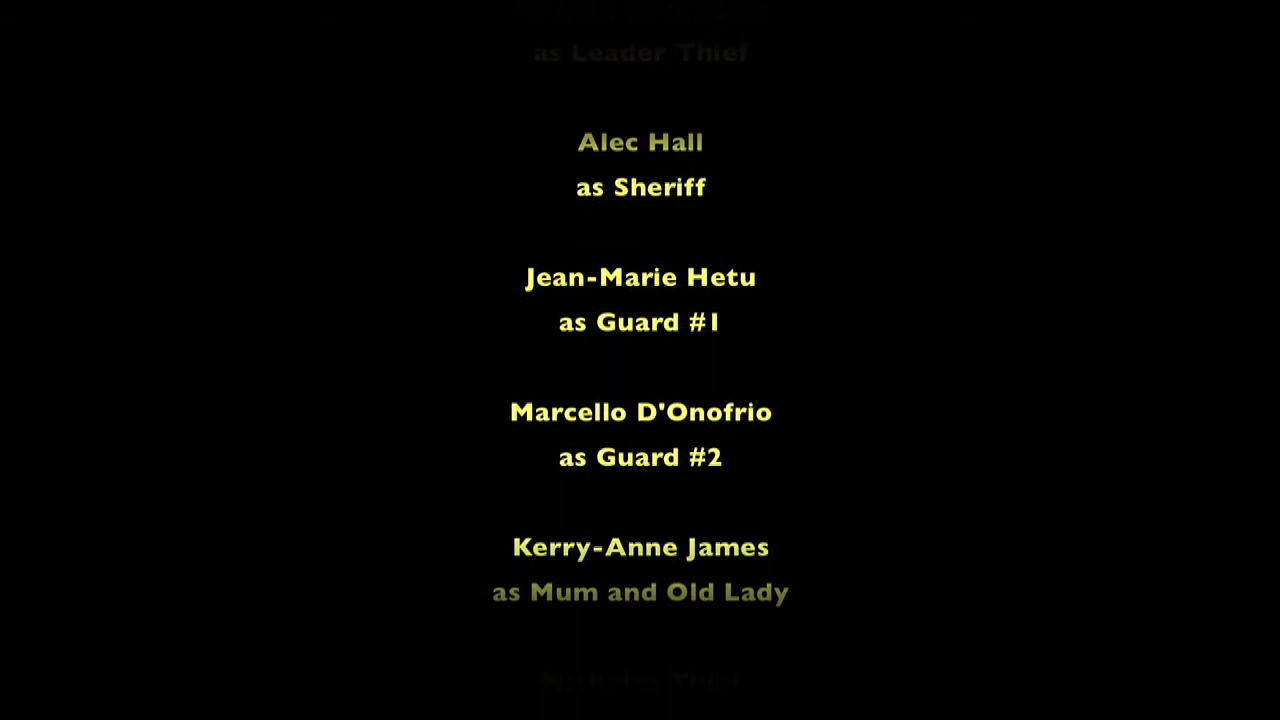 as Leader Thief
Alec Hall
as Sheriff
Jean-Marie Hetu
as Guard #1
Marcello D'Onofrio
as Guard #2
Kerry-Anne James
as Mum and Old Lady